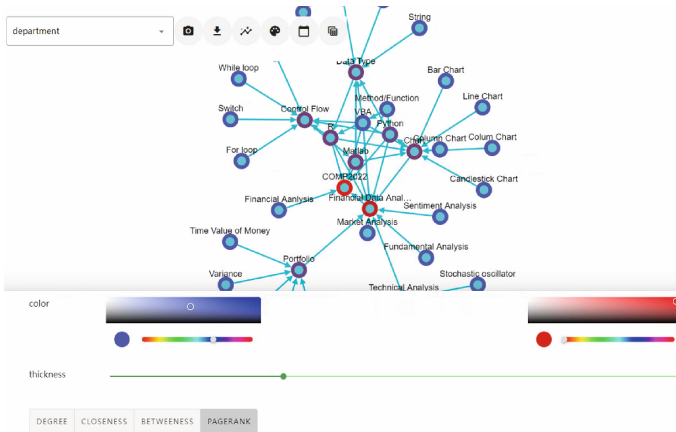 String
department
Data Type
While loop
Bar Chart
Line Chart
Method/Function
Switch
Control Flow
VBA
R
Python
Chart
Column Chart
Colum Chart
For loop
Matlab
COMP2022
Candlestick Chart
Financial Aanlysis
Financial Data Anal...
Sentiment Analysis
Market Analysis
Time Value of Money
Fundamental Analysis
Portfolio
Variance
Stochastic oscillator
Technical Analysis
color
thickness
DEGREE
CLOSENESS
BETWEENESS
PAGERANK